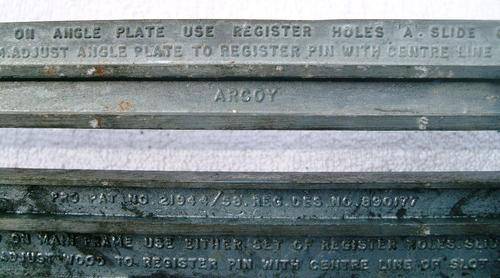 ON ANGLE PLATE USE REGISTER HOLES A. SLIDE
M.ADJUST ANGLE PLATE TO REGISTER PIN WITH CENTRE LINE
ARCOY
PRO. PAT. NO. 21944/58. REG. DES. NO. 890177
ON MAIN FRAME USE EITHER SET OF REGISTER HOLES. SLI
ADJUST WOOD TO REGISTER PIN WITH CENTRE LINE OF SLOT